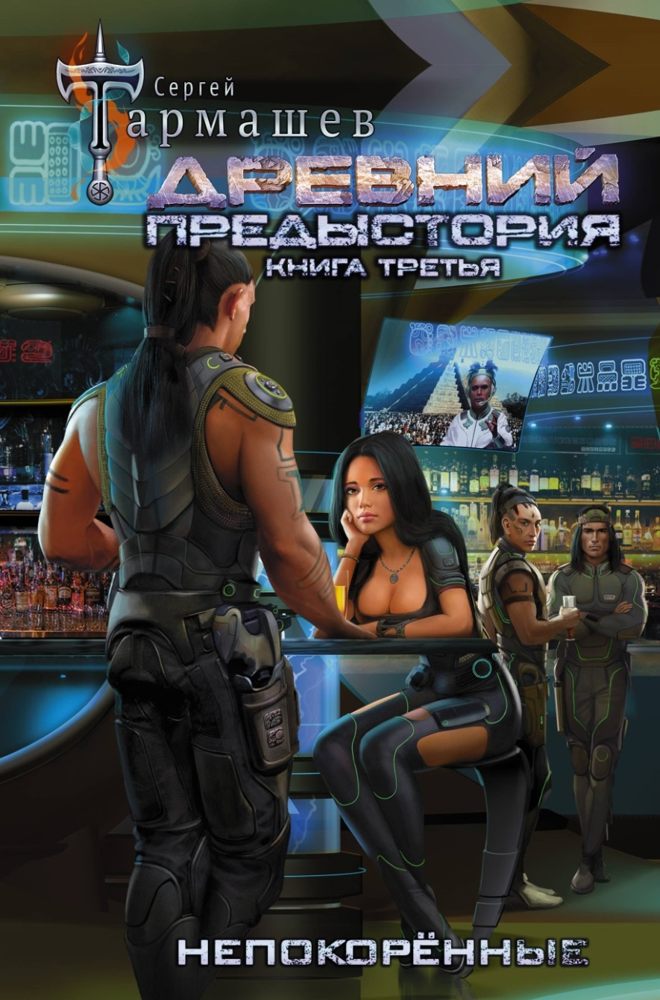 Сергей
Тармашев
ДРЕВНИЙ
ПРЕДЫСТОРИЯ
КНИГА ТРЕТЬЯ
НЕПОКОРЁННЫЕ